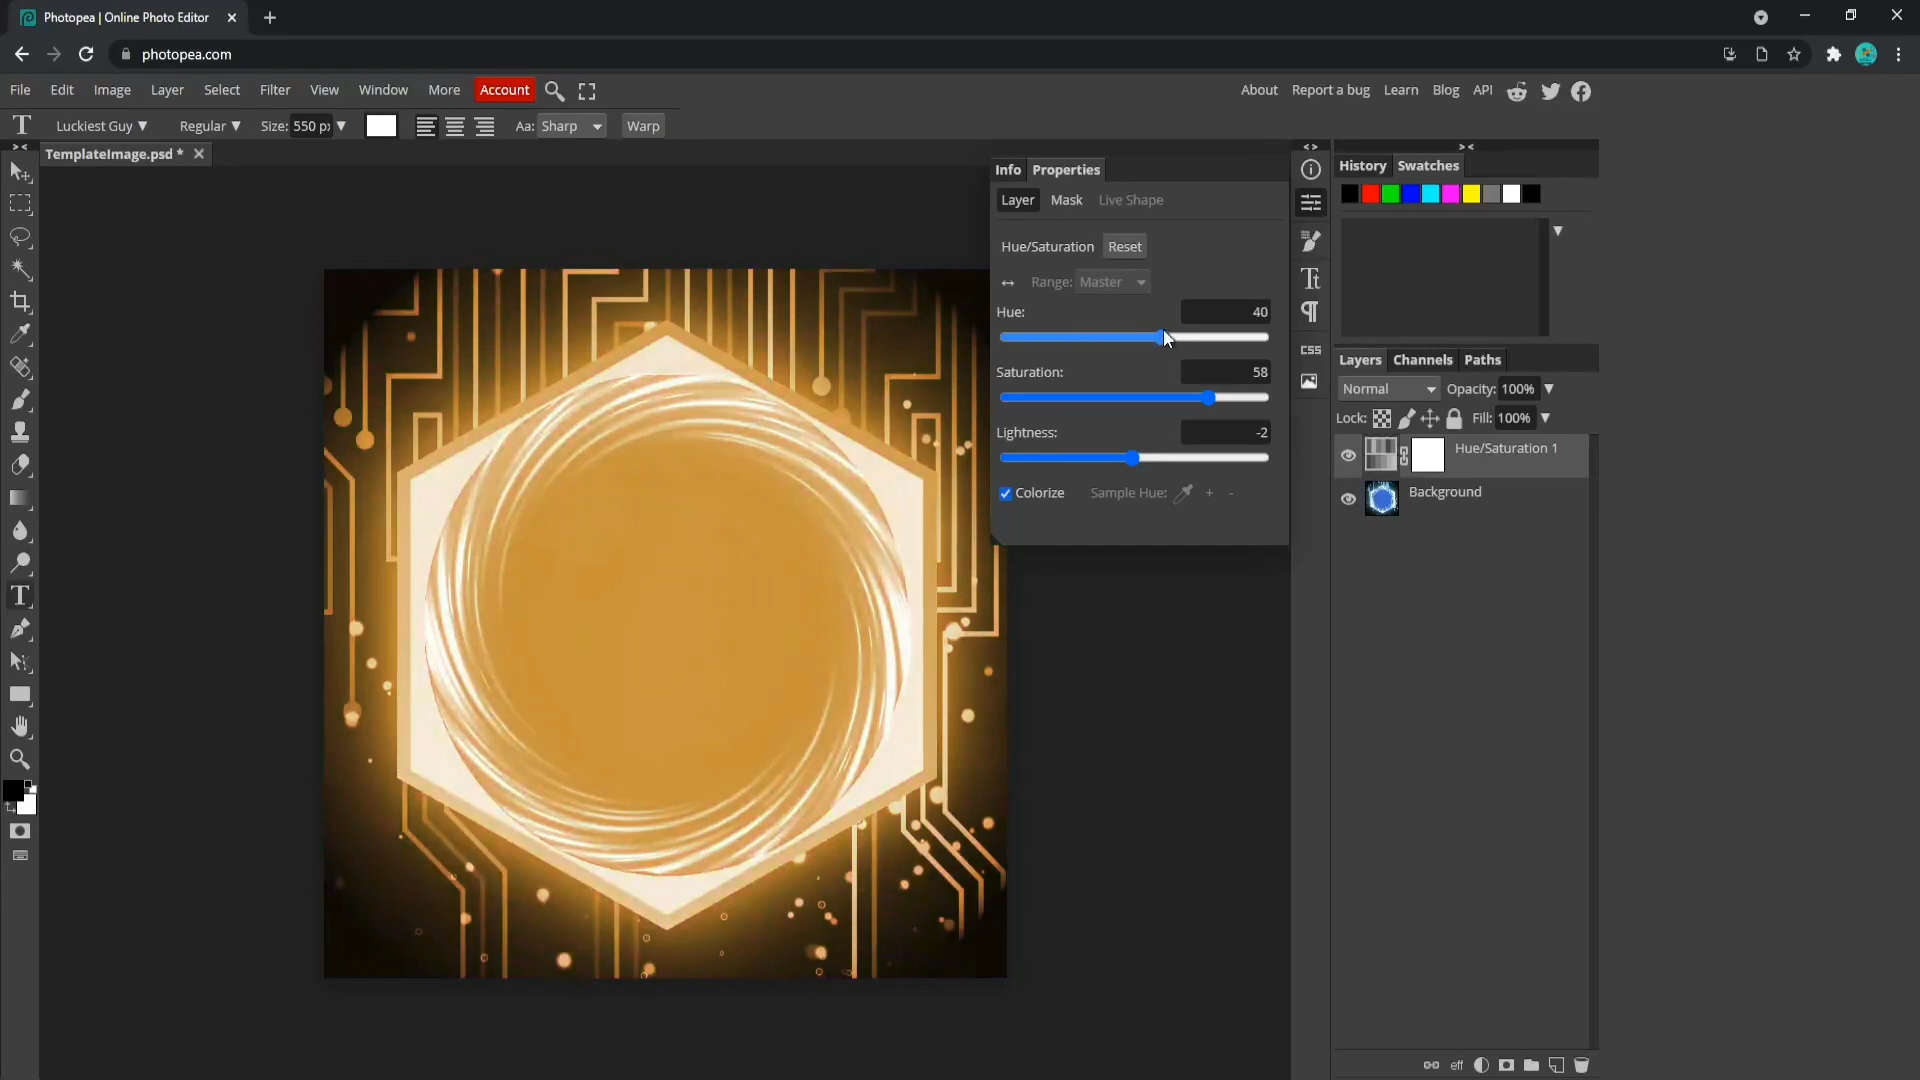 Photopea | Online Photo Editor
photopea.com
File Edit Image Layer Select Filter View Window More Account
About Report a bug Learn Blog API
T Luckiest Guy Regular Size: 550 p Aa: Sharp Warp
TemplateImage.psd *
Info Properties
Layer Mask Live Shape
Hue/Saturation Reset
Range: Master
Hue: 40
Saturation: 58
Lightness: -2
Colorize Sample Hue: + -
CSS
History Swatches
Layers Channels Paths
Normal Opacity: 100%
Lock: Fill: 100%
Hue/Saturation 1
Background
eff